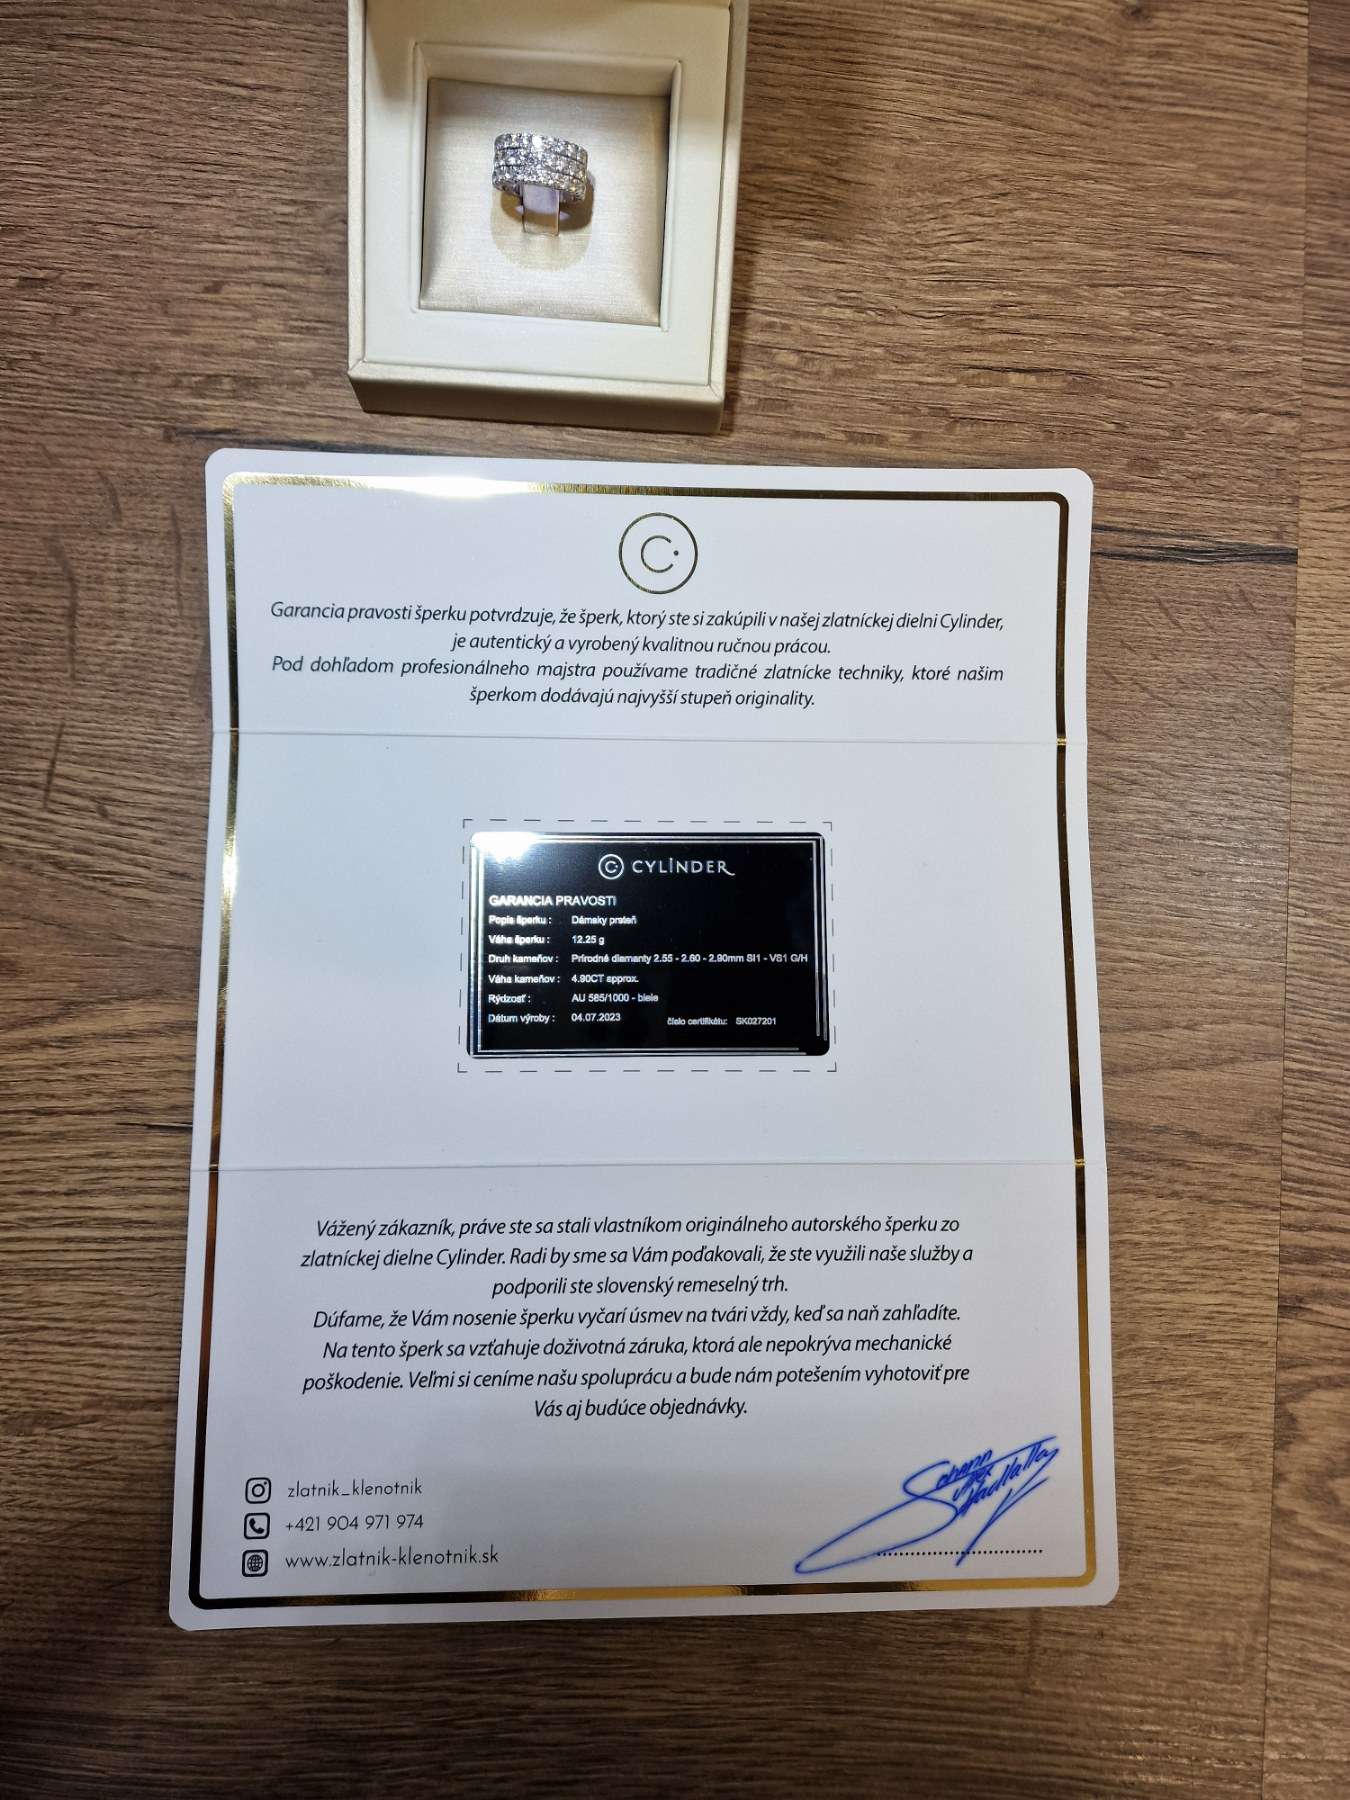 Garancia pravosti šperku potvrdzuje, že šperk, ktorý ste si zakúpili v našej zlatníckej dielni Cylinder,
je autentický a vyrobený kvalitnou ručnou prácou.
Pod dohľadom profesionálneho majstra používame tradičné zlatnícke techniky, ktoré našim
šperkom dodávajú najvyšší stupeň originality.
CYLINDER
GARANCIA PRAVOSTI
Popis šperku : Dámsky prsteň
Váha šperku : 12.25 g
Druh kameňov : Prírodné diamanty 2.55 - 2.60 - 2.90mm SI1 - VS1 G/H
Váha kameňov : 4.90CT approx.
Rýdzosť : AU 585/1000 - biele
Dátum výroby : 04.07.2023 číslo certifikátu: SK027201
Vážený zákazník, práve ste sa stali vlastníkom originálneho autorského šperku zo
zlatníckej dielne Cylinder. Radi by sme sa Vám poďakovali, že ste využili naše služby a
podporili ste slovenský remeselný trh.
Dúfame, že Vám nosenie šperku vyčarí úsmev na tvári vždy, keď sa naň zahľadíte.
Na tento šperk sa vzťahuje doživotná záruka, ktorá ale nepokrýva mechanické
poškodenie. Veľmi si ceníme našu spoluprácu a bude nám potešením vyhotoviť pre
Vás aj budúce objednávky.
zlatnik_klenotnik
+421 904 971 974
www.zlatnik-klenotnik.sk